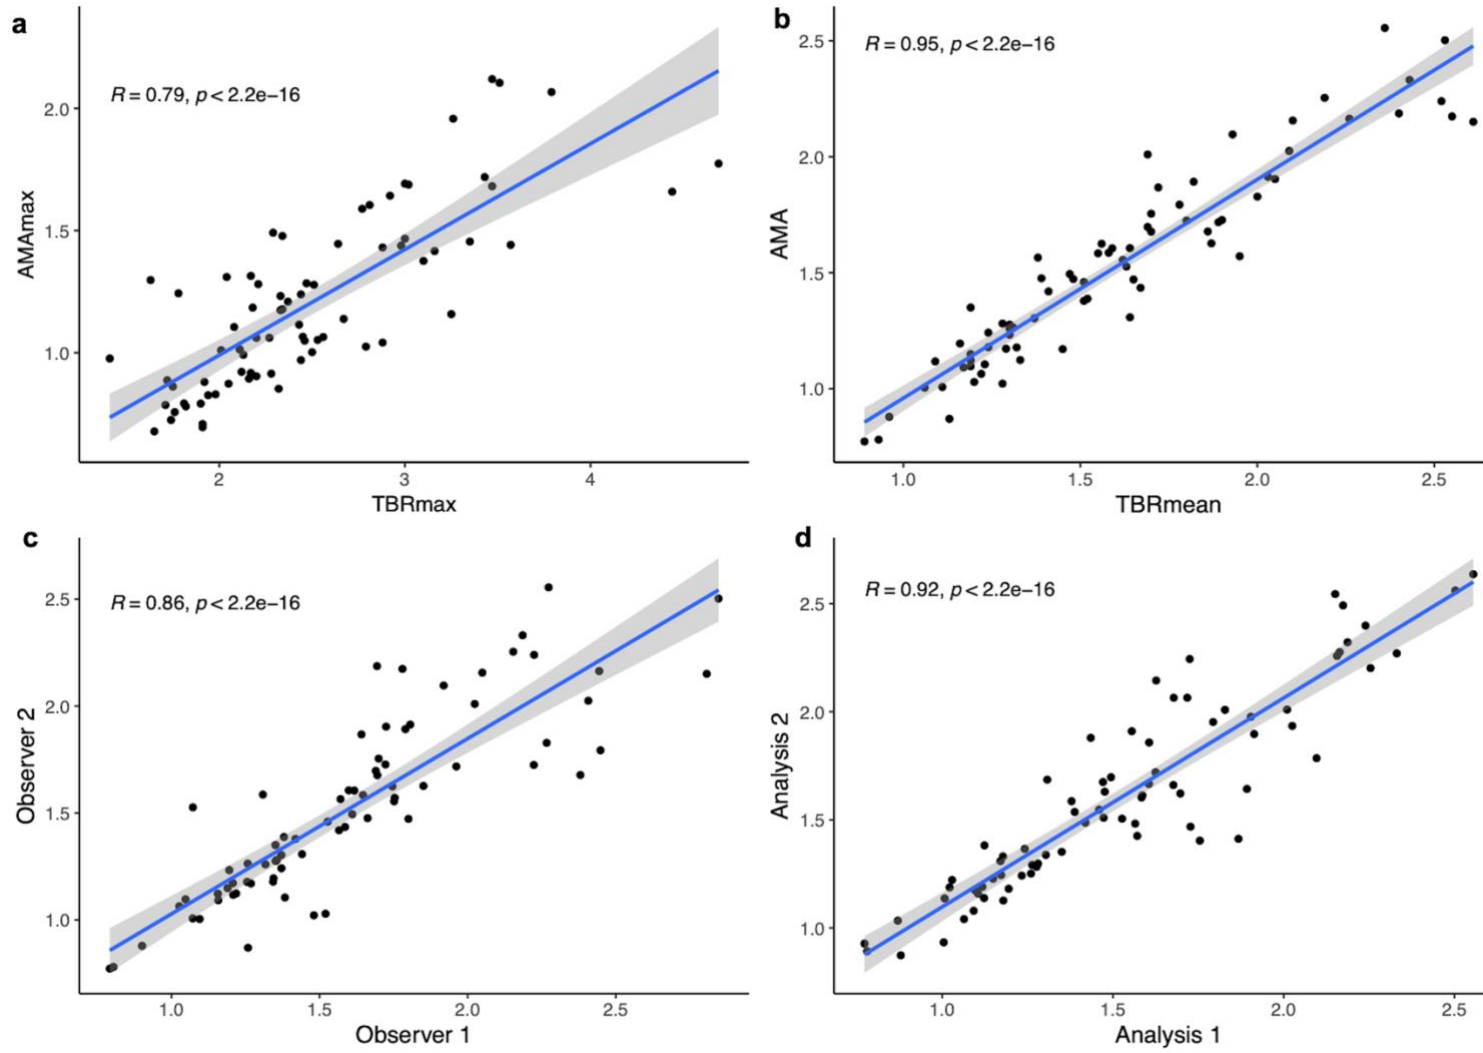 a
R = 0.79, p < 2.2e−16
2.0
1.5
1.0
AMAmax
2
3
4
TBRmax
b
R = 0.95, p < 2.2e−16
2.5
2.0
1.5
1.0
AMA
1.0
1.5
2.0
2.5
TBRmean
c
R = 0.86, p < 2.2e−16
2.5
2.0
1.5
1.0
Observer 2
1.0
1.5
2.0
2.5
Observer 1
d
R = 0.92, p < 2.2e−16
2.5
2.0
1.5
1.0
Analysis 2
1.0
1.5
2.0
2.5
Analysis 1